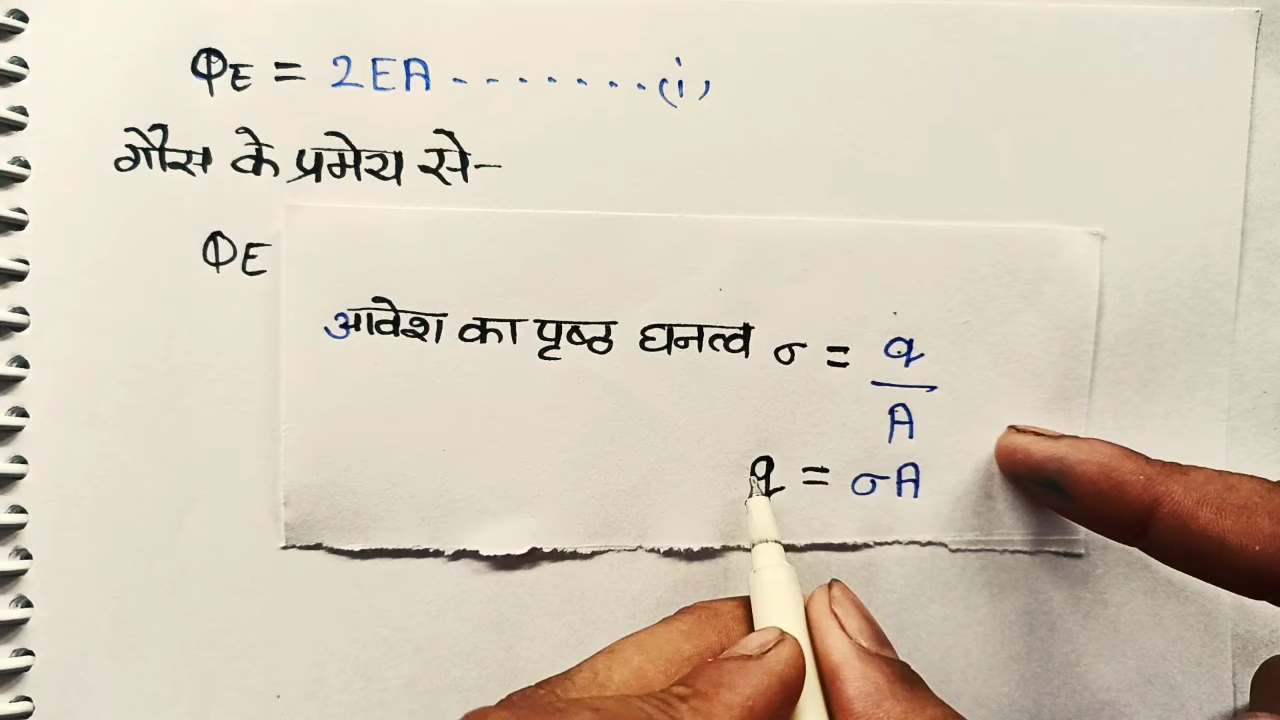 ΦE = 2EA ........(i)
गौस के प्रमेय से-
ΦE
आवेश का पृष्ठ घनत्व σ = q
A
q = σA